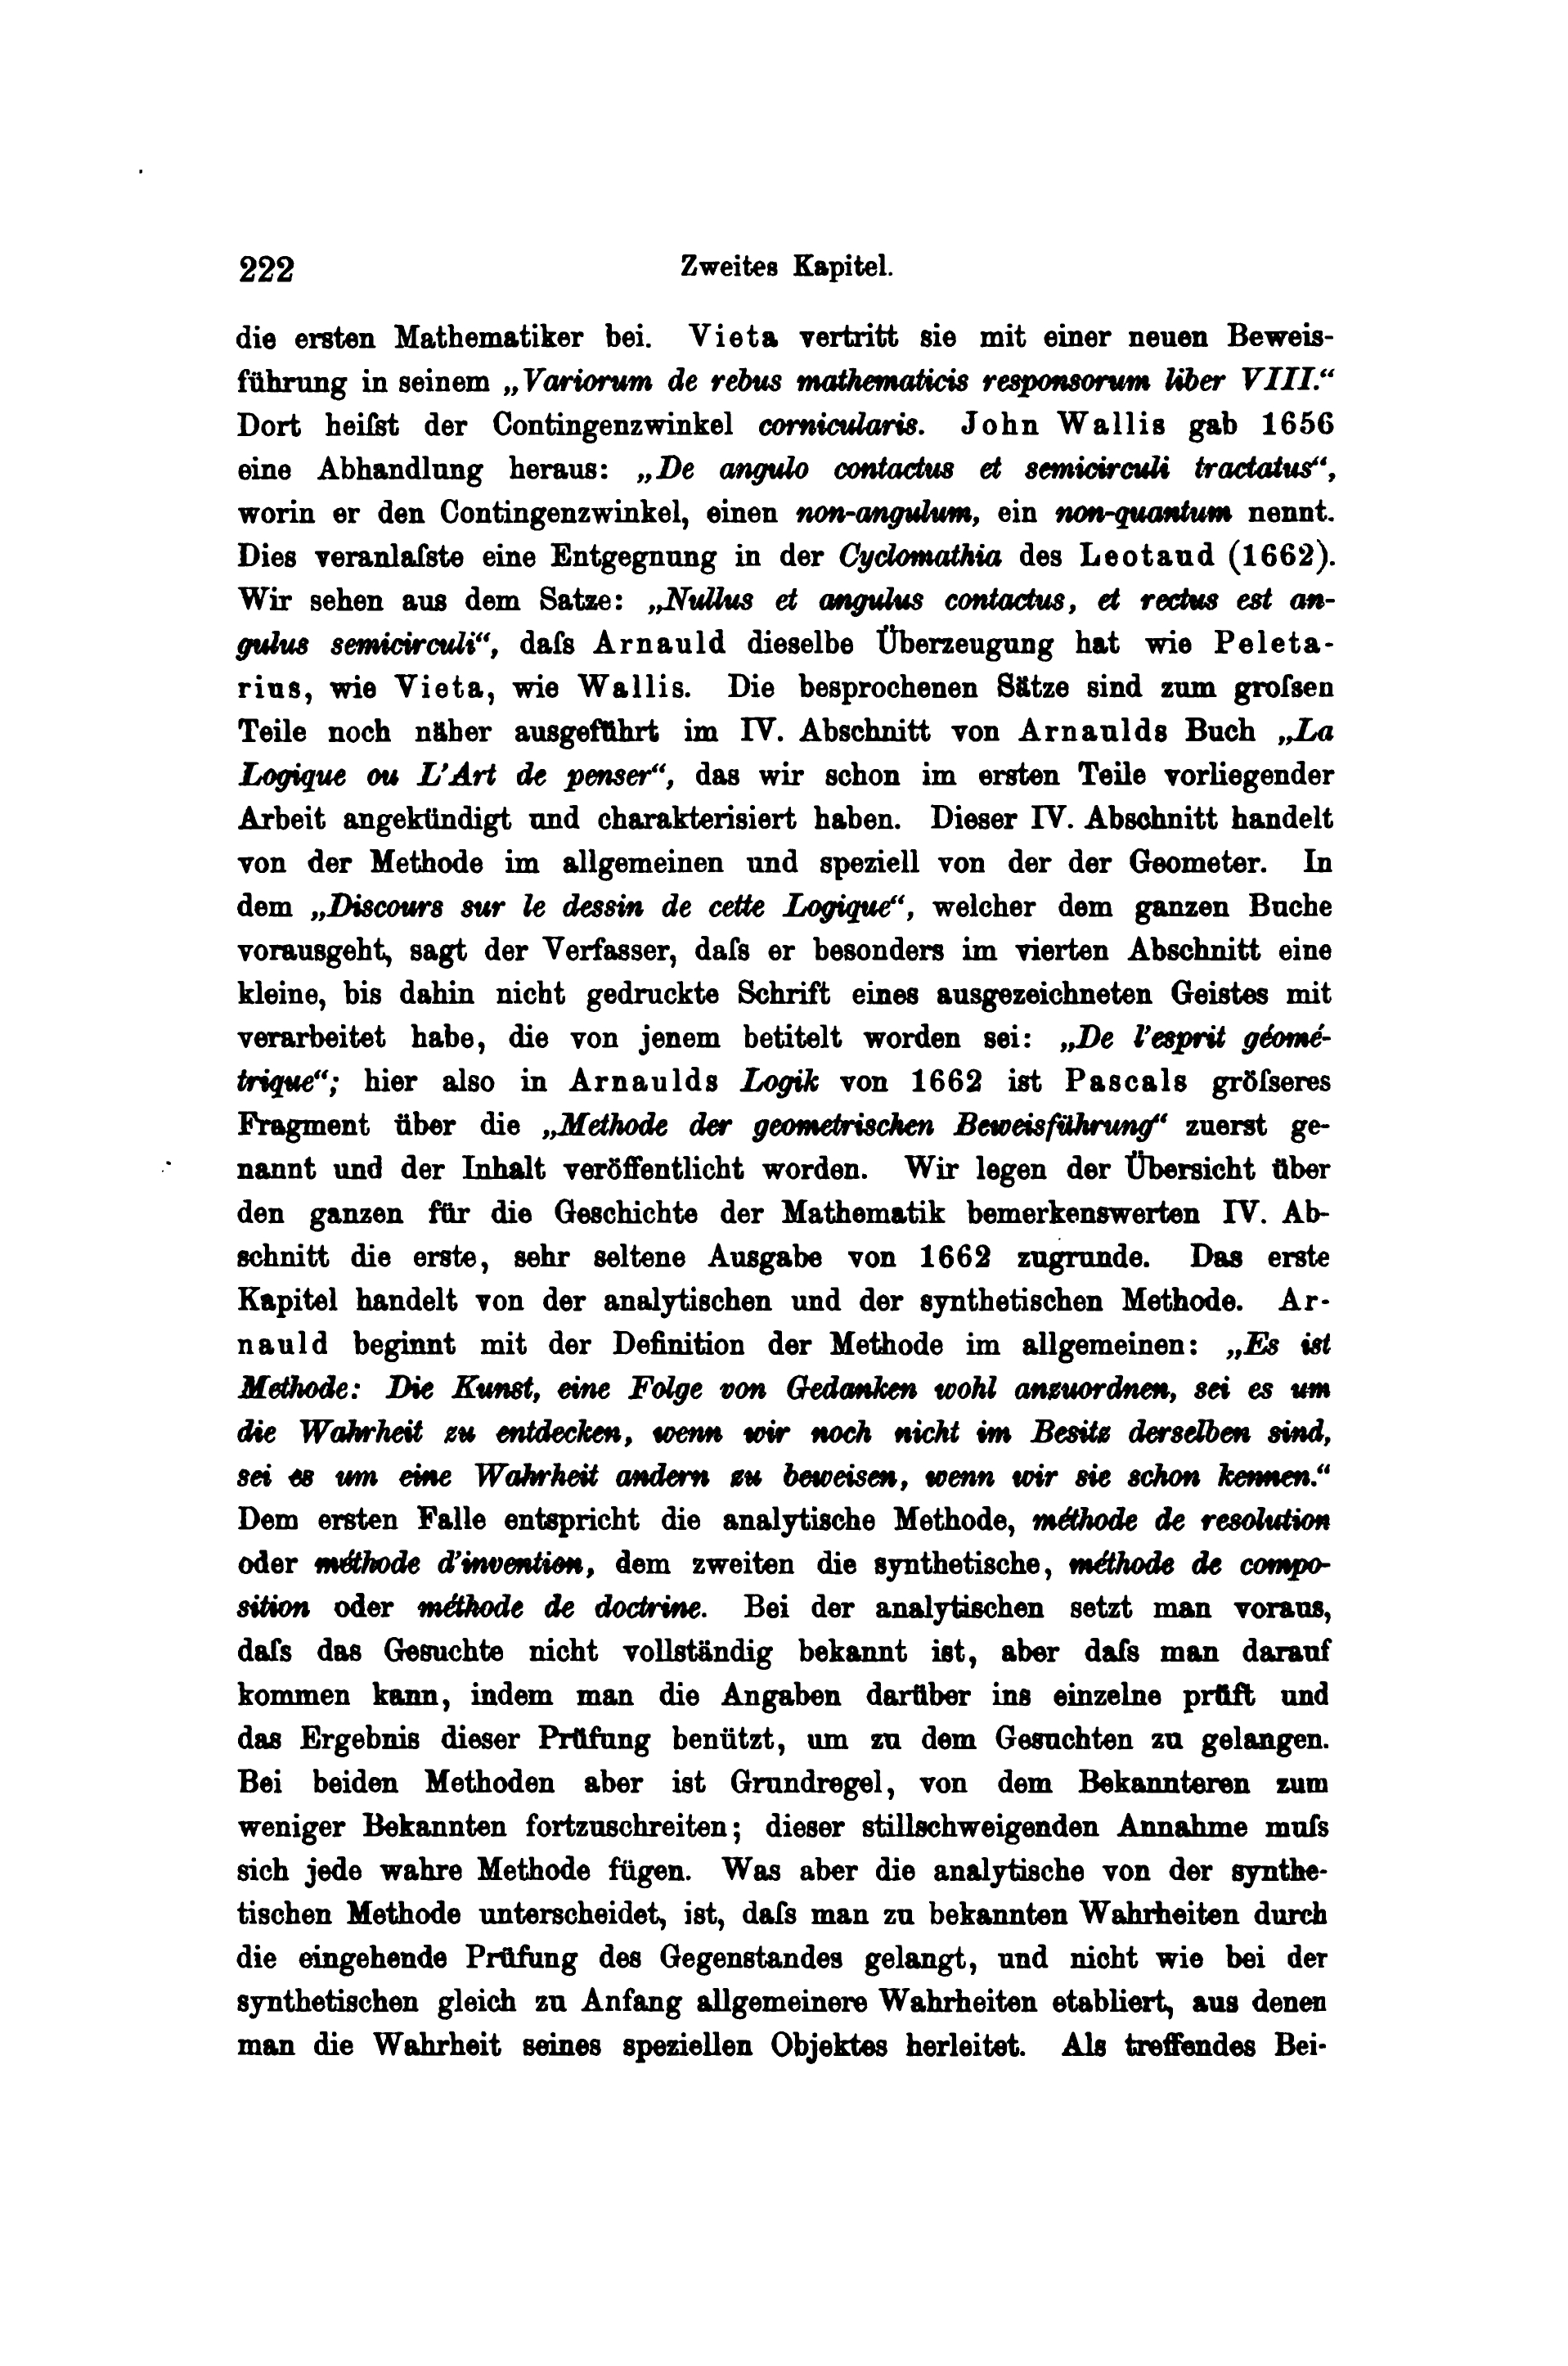 222
Zweites Kapitel.
die ersten Mathematiker bei. Vieta vertritt sie mit einer neuen Beweis-
führung in seinem „Variorum de rebus mathematicis responsorum liber VIII.“
Dort heiſst der Contingenzwinkel cornicularis. John Wallis gab 1656
eine Abhandlung heraus: „De angulo contactus et semicirculi tractatus“,
worin er den Contingenzwinkel, einen non-angulum, ein non-quantum nennt.
Dies veranlaſste eine Entgegnung in der Cyclomathia des Leotaud (1662).
Wir sehen aus dem Satze: „Nullus et angulus contactus, et rectus est an-
gulus semicirculi“, daſs Arnauld dieselbe Überzeugung hat wie Peleta-
rius, wie Vieta, wie Wallis. Die besprochenen Sätze sind zum groſsen
Teile noch näher ausgeführt im IV. Abschnitt von Arnaulds Buch „La
Logique ou L'Art de penser“, das wir schon im ersten Teile vorliegender
Arbeit angekündigt und charakterisiert haben. Dieser IV. Abschnitt handelt
von der Methode im allgemeinen und speziell von der der Geometer. In
dem „Discours sur le dessin de cette Logique“, welcher dem ganzen Buche
vorausgeht, sagt der Verfasser, daſs er besonders im vierten Abschnitt eine
kleine, bis dahin nicht gedruckte Schrift eines ausgezeichneten Geistes mit
verarbeitet habe, die von jenem betitelt worden sei: „De l'esprit géomé-
trique“; hier also in Arnaulds Logik von 1662 ist Pascals gröſseres
Fragment über die „Methode der geometrischen Beweisführung“ zuerst ge-
nannt und der Inhalt veröffentlicht worden. Wir legen der Übersicht über
den ganzen für die Geschichte der Mathematik bemerkenswerten IV. Ab-
schnitt die erste, sehr seltene Ausgabe von 1662 zugrunde. Das erste
Kapitel handelt von der analytischen und der synthetischen Methode. Ar-
nauld beginnt mit der Definition der Methode im allgemeinen: „Es ist
Methode: Die Kunst, eine Folge von Gedanken wohl anzuordnen, sei es um
die Wahrheit zu entdecken, wenn wir noch nicht im Besitz derselben sind,
sei es um eine Wahrheit andern zu beweisen, wenn wir sie schon kennen.“
Dem ersten Falle entspricht die analytische Methode, méthode de resolution
oder méthode d'invention, dem zweiten die synthetische, méthode de compo-
sition oder méthode de doctrine. Bei der analytischen setzt man voraus,
daſs das Gesuchte nicht vollständig bekannt ist, aber daſs man darauf
kommen kann, indem man die Angaben darüber ins einzelne prüft und
das Ergebnis dieser Prüfung benützt, um zu dem Gesuchten zu gelangen.
Bei beiden Methoden aber ist Grundregel, von dem Bekannteren zum
weniger Bekannten fortzuschreiten; dieser stillschweigenden Annahme muſs
sich jede wahre Methode fügen. Was aber die analytische von der synthe-
tischen Methode unterscheidet, ist, daſs man zu bekannten Wahrheiten durch
die eingehende Prüfung des Gegenstandes gelangt, und nicht wie bei der
synthetischen gleich zu Anfang allgemeinere Wahrheiten etabliert, aus denen
man die Wahrheit seines speziellen Objektes herleitet. Als treffendes Bei-